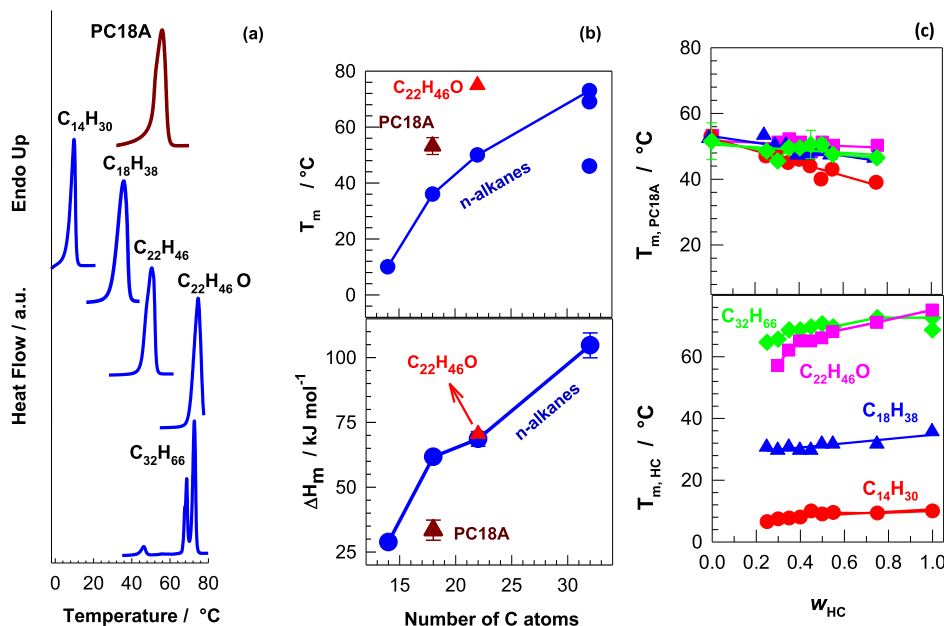 (a)
PC18A
C14H30
C18H38
C22H46
C22H46O
C32H66
Endo Up
Heat Flow / a.u.
0 20 40 60 80
Temperature / °C
(b)
80
60
40
20
0
Tm / °C
C22H46O
PC18A
n-alkanes
100
75
50
25
ΔHm / kJ mol-1
C22H46O
n-alkanes
PC18A
15 20 25 30
Number of C atoms
(c)
80
60
40
20
Tm, PC18A / °C
60
40
20
0
Tm, HC / °C
C32H66
C22H46O
C18H38
C14H30
0.0 0.2 0.4 0.6 0.8 1.0
wHC